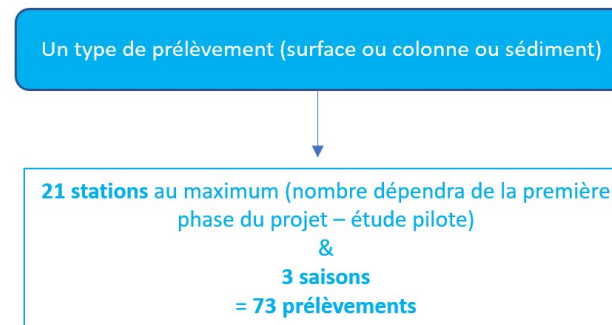 Un type de prélèvement (surface ou colonne ou sédiment)
21 stations au maximum (nombre dépendra de la première
phase du projet – étude pilote)
&
3 saisons
= 73 prélèvements